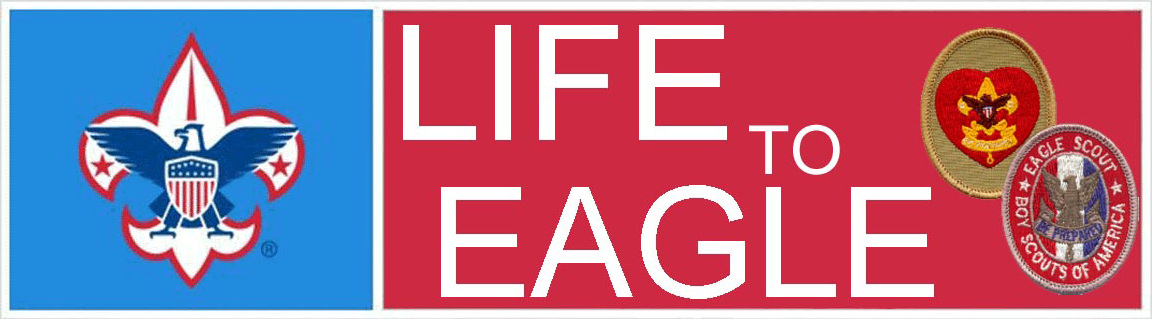 LIFE
TO
EAGLE
®
EAGLE SCOUT
BE PREPARED
BOY SCOUTS OF AMERICA